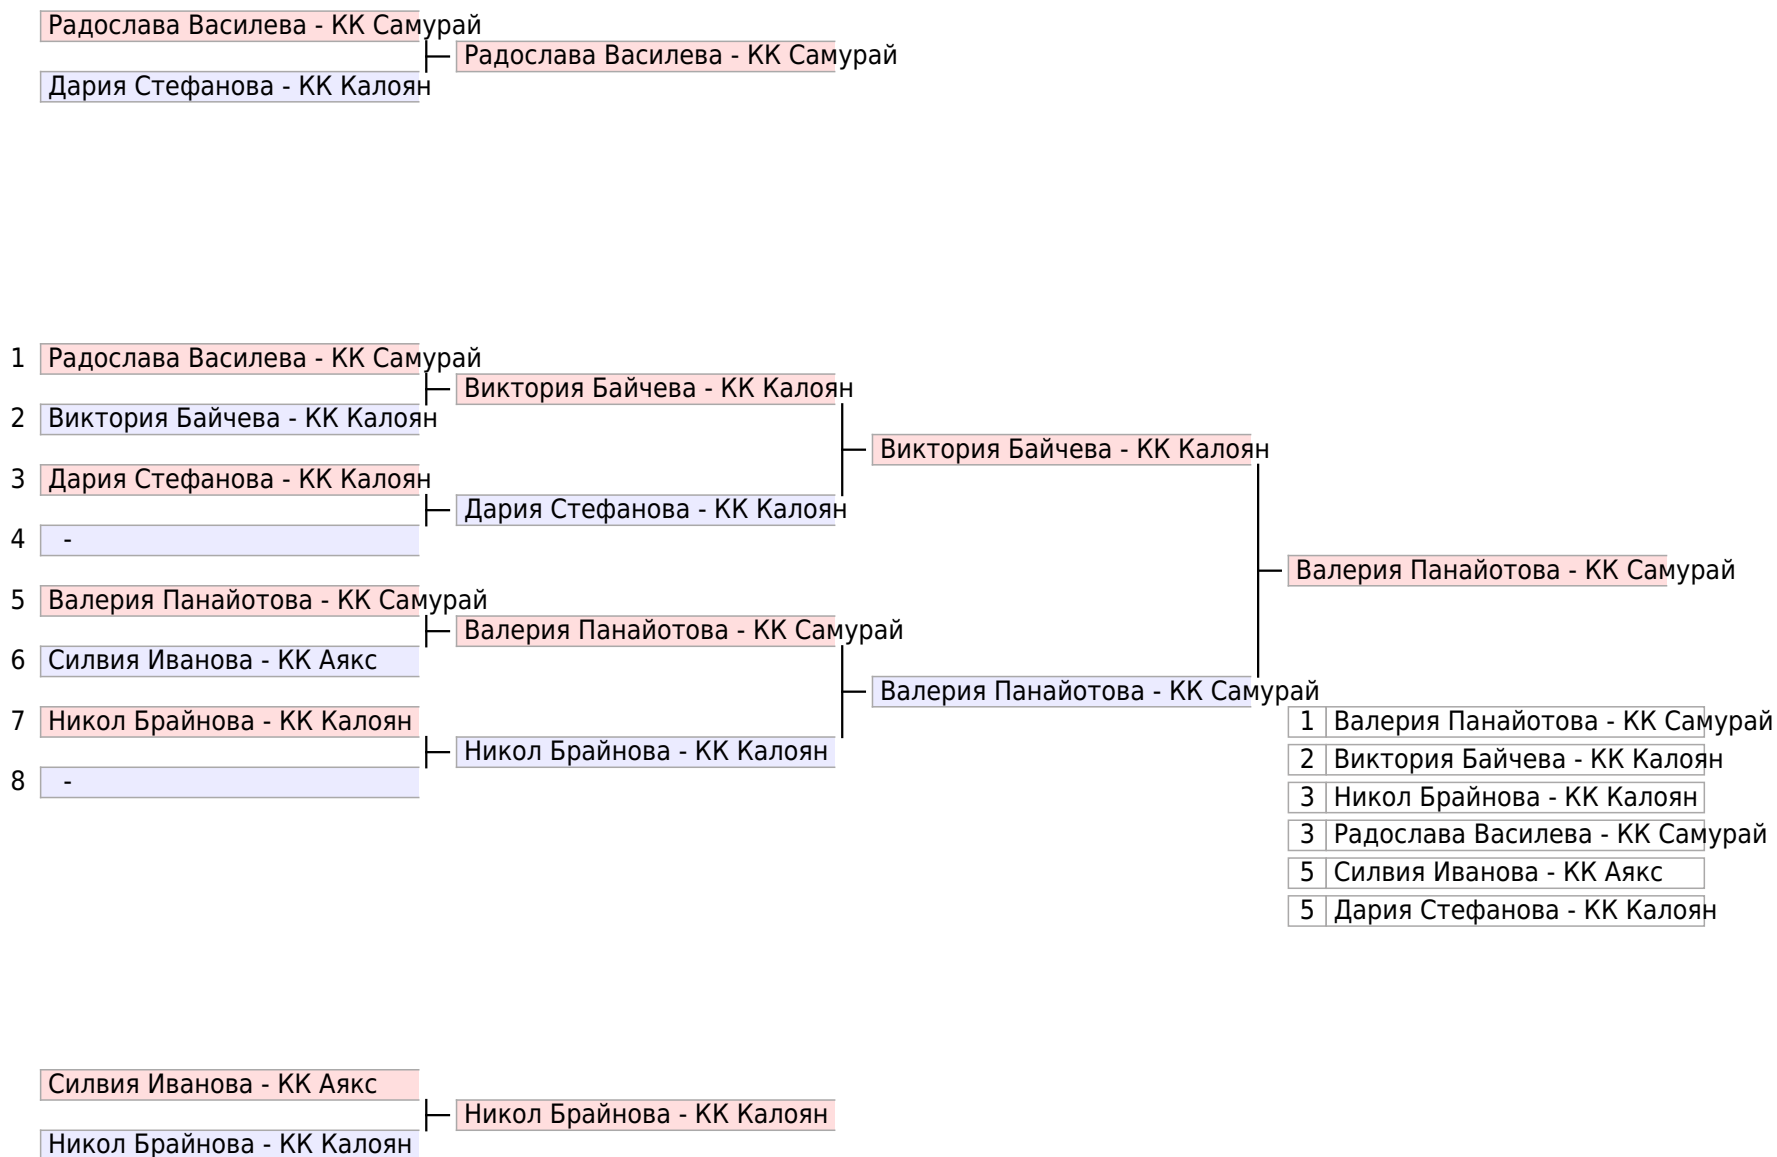 Радослава Василева - КК Самурай
Радослава Василева - КК Самурай
Дария Стефанова - КК Калоян
1 Радослава Василева - КК Самурай
Виктория Байчева - КК Калоян
2 Виктория Байчева - КК Калоян
Виктория Байчева - КК Калоян
3 Дария Стефанова - КК Калоян
Дария Стефанова - КК Калоян
4 -
Валерия Панайотова - КК Самурай
5 Валерия Панайотова - КК Самурай
Валерия Панайотова - КК Самурай
6 Силвия Иванова - КК Аякс
Валерия Панайотова - КК Самурай
7 Никол Брайнова - КК Калоян
Никол Брайнова - КК Калоян
8 -
1 Валерия Панайотова - КК Самурай
2 Виктория Байчева - КК Калоян
3 Никол Брайнова - КК Калоян
3 Радослава Василева - КК Самурай
5 Силвия Иванова - КК Аякс
5 Дария Стефанова - КК Калоян
Силвия Иванова - КК Аякс
Никол Брайнова - КК Калоян
Никол Брайнова - КК Калоян